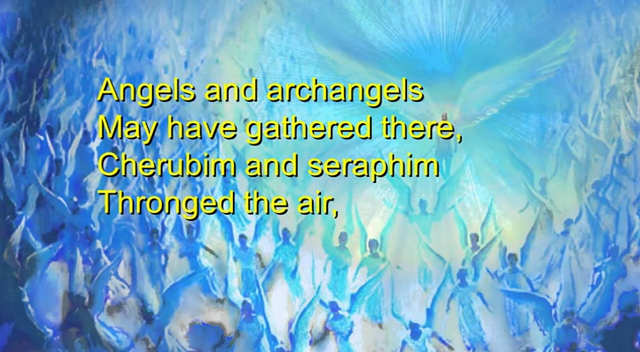 Angels and archangels
May have gathered there,
Cherubim and seraphim
Thronged the air,